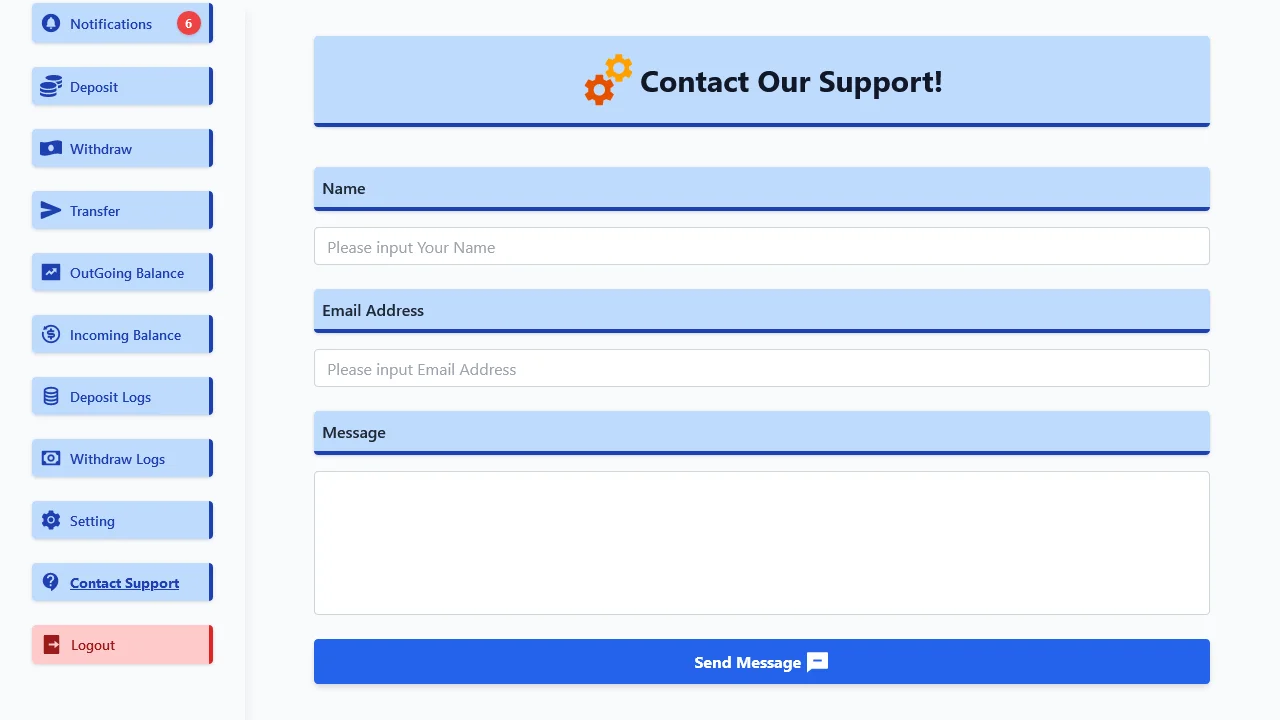 Notifications
6
Deposit
Withdraw
Transfer
OutGoing Balance
Incoming Balance
Deposit Logs
Withdraw Logs
Setting
Contact Support
Logout
Contact Our Support!
Name
Please input Your Name
Email Address
Please input Email Address
Message
Send Message